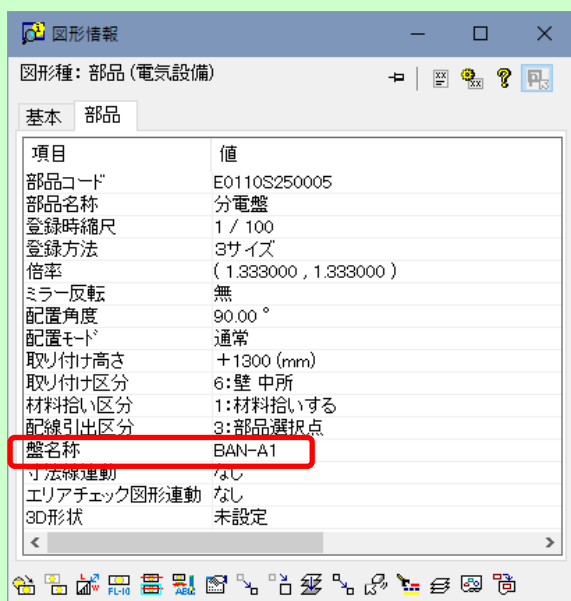 図形情報
図形種: 部品 (電気設備)
基本 部品
項目 値
部品コード E0110S250005
部品名称 分電盤
登録時縮尺 1 / 100
登録方法 3サイズ
倍率 ( 1.333000 , 1.333000 )
ミラー反転 無
配置角度 90.00 °
配置モード 通常
取り付け高さ +1300 (mm)
取り付け区分 6:壁 中所
材料拾い区分 1:材料拾いする
配線引出区分 3:部品選択点
盤名称 BAN-A1
寸法線連動 なし
エリアチェック図形連動 なし
3D形状 未設定
FL-10